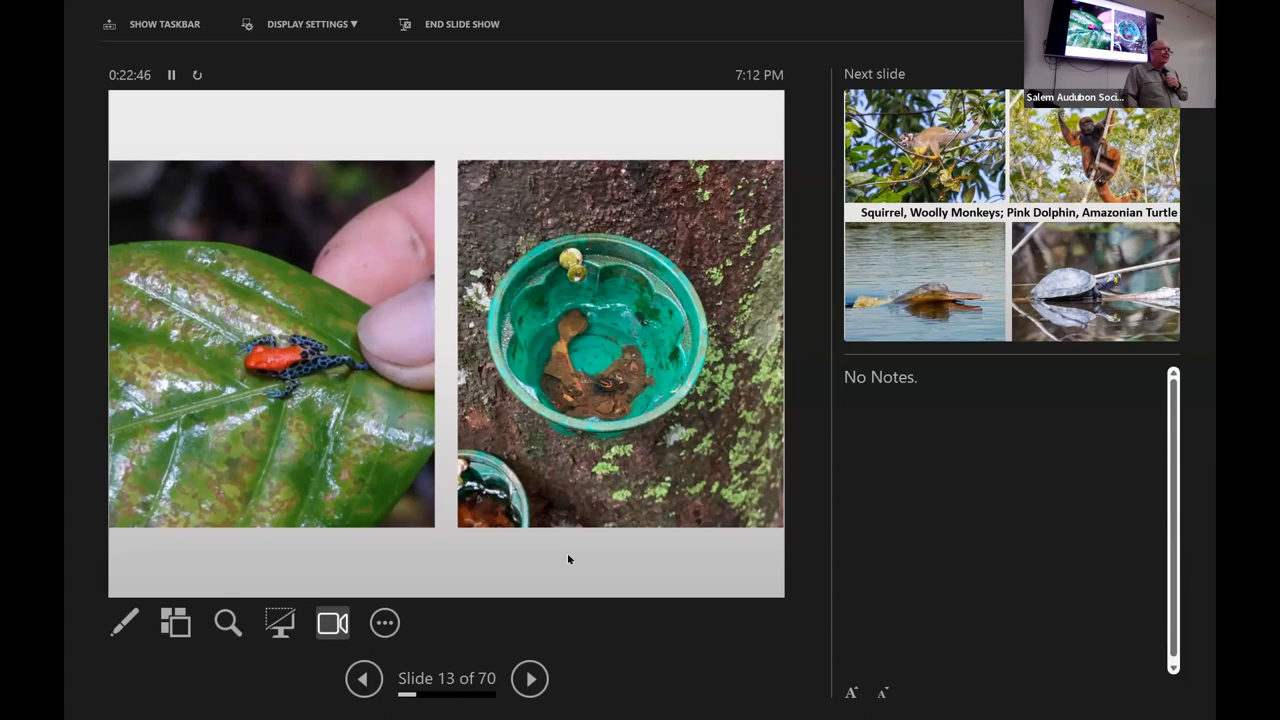 SHOW TASKBAR
DISPLAY SETTINGS ▼
END SLIDE SHOW
0:22:46
7:12 PM
Next slide
Salem Audubon Soci...
Squirrel, Woolly Monkeys; Pink Dolphin, Amazonian Turtle
No Notes.
Slide 13 of 70
A
A